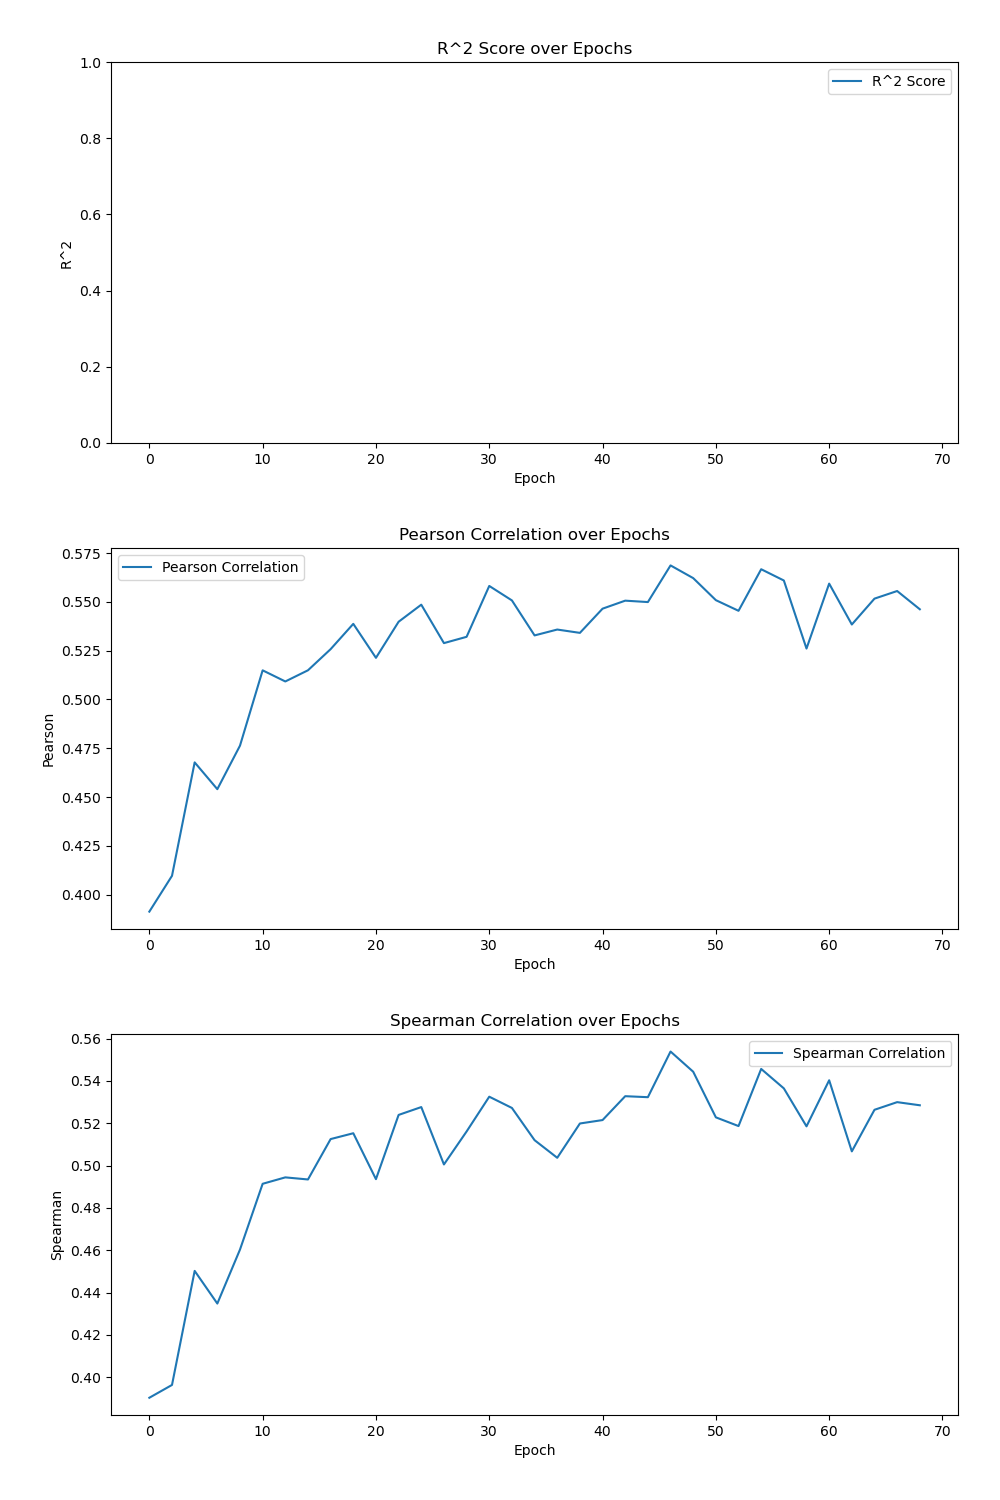 R^2 Score over Epochs
1.0
R^2 Score
0.8
0.6
R^2
0.4
0.2
0.0
0 10 20 30 40 50 60 70
Epoch
Pearson Correlation over Epochs
0.575
Pearson Correlation
0.550
0.525
0.500
Pearson
0.475
0.450
0.425
0.400
0 10 20 30 40 50 60 70
Epoch
Spearman Correlation over Epochs
0.56
Spearman Correlation
0.54
0.52
0.50
0.48
Spearman
0.46
0.44
0.42
0.40
0 10 20 30 40 50 60 70
Epoch